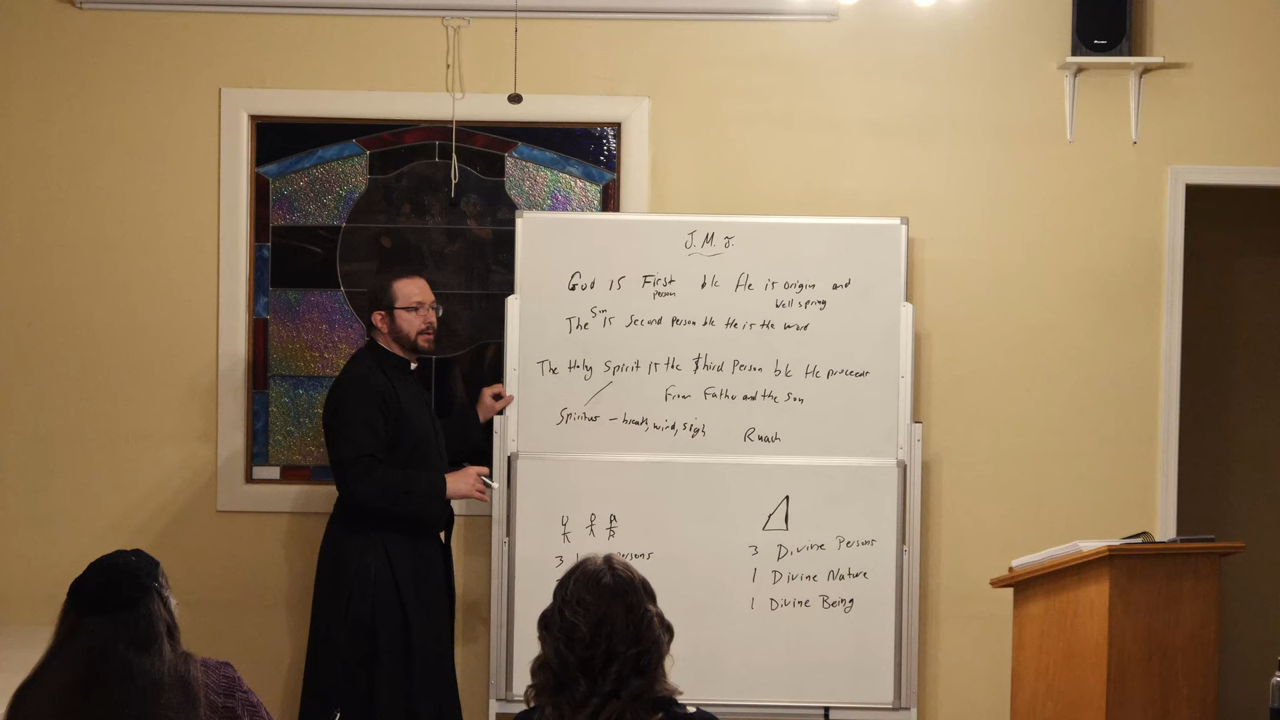 J. M. J.
God is First b/c He is origin and
person
Well spring
The Son is Second Person b/c He is the Word
The Holy Spirit is the third Person b/c He proceeds
From Father and the Son
Spiritus – breath, wind, sigh
Ruach
3 Persons
3 Divine Persons
1 Divine Nature
1 Divine Being